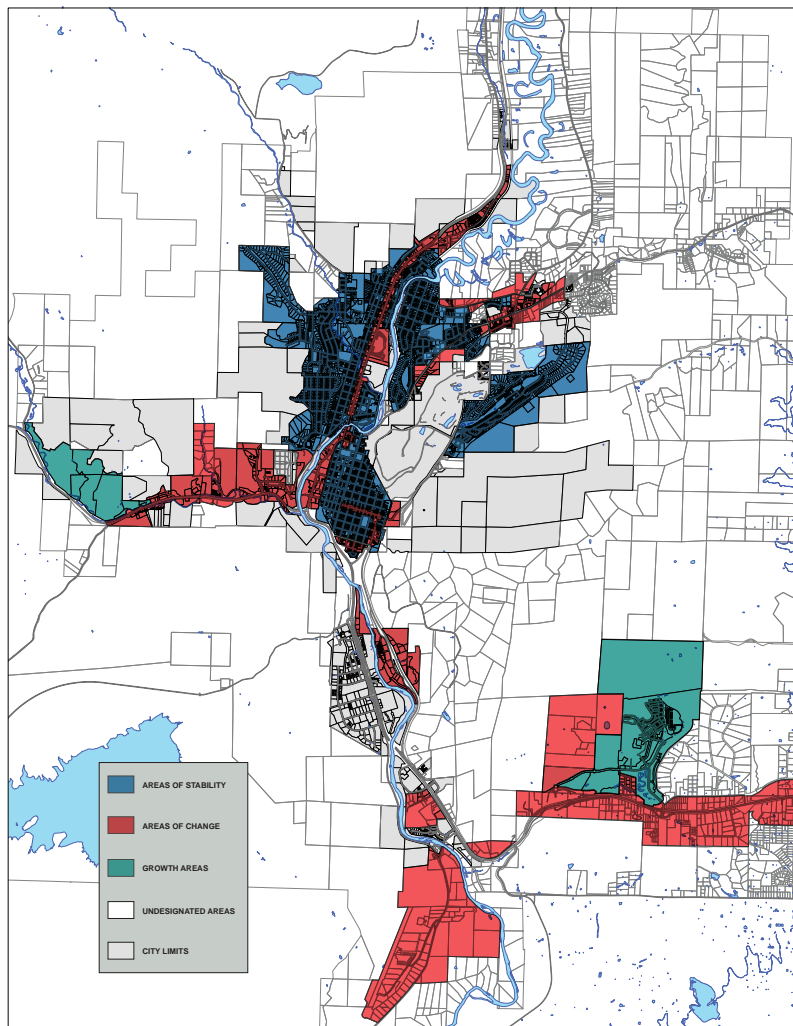 AREAS OF STABILITY
AREAS OF CHANGE
GROWTH AREAS
UNDESIGNATED AREAS
CITY LIMITS